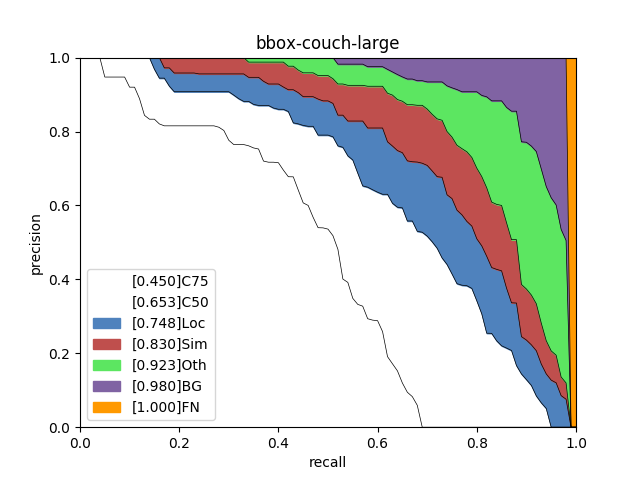 bbox-couch-large
1.0
0.8
0.6
0.4
0.2
0.0
precision
[0.450]C75
[0.653]C50
[0.748]Loc
[0.830]Sim
[0.923]Oth
[0.980]BG
[1.000]FN
0.0 0.2 0.4 0.6 0.8 1.0
recall